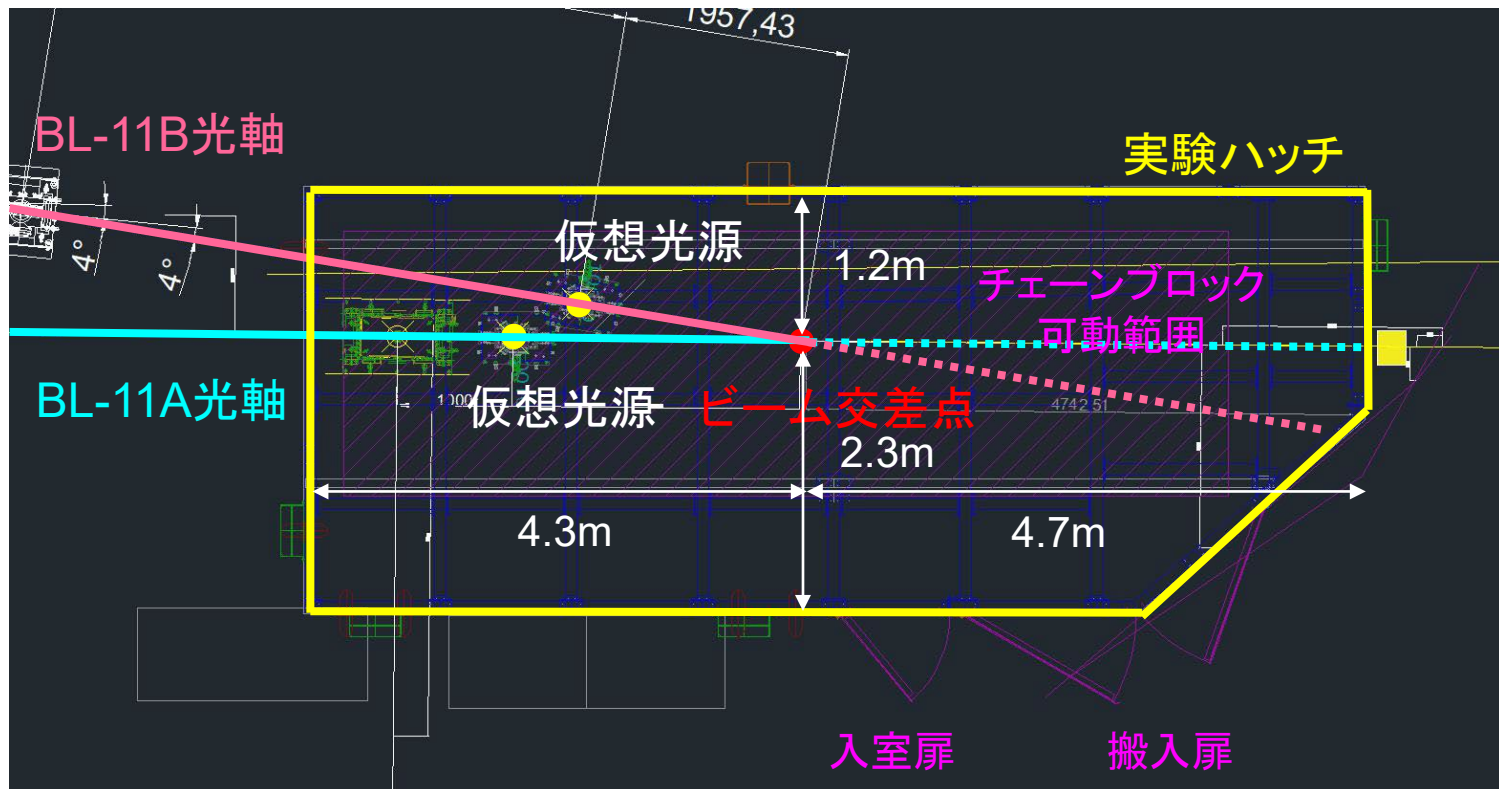 1957,43
BL-11B光軸
実験ハッチ
仮想光源
1.2m
4°
4°
チェーンブロック
可動範囲
BL-11A光軸
1000
仮想光源
ビーム交差点
4742,51
2.3m
4.3m
4.7m
入室扉
搬入扉